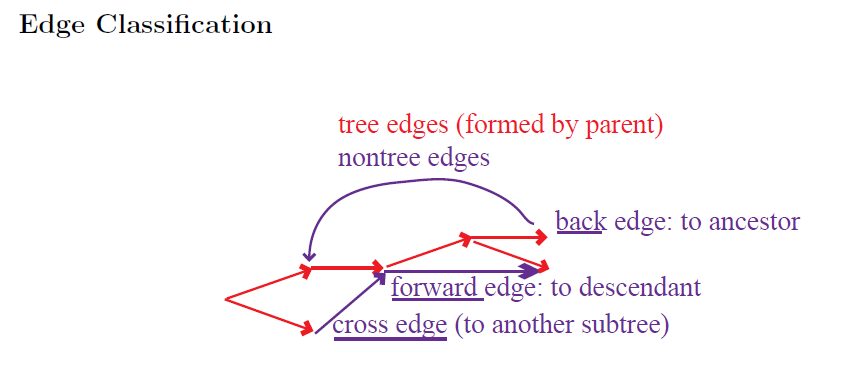 Edge Classification
tree edges (formed by parent)
nontree edges
back edge: to ancestor
forward edge: to descendant
cross edge (to another subtree)